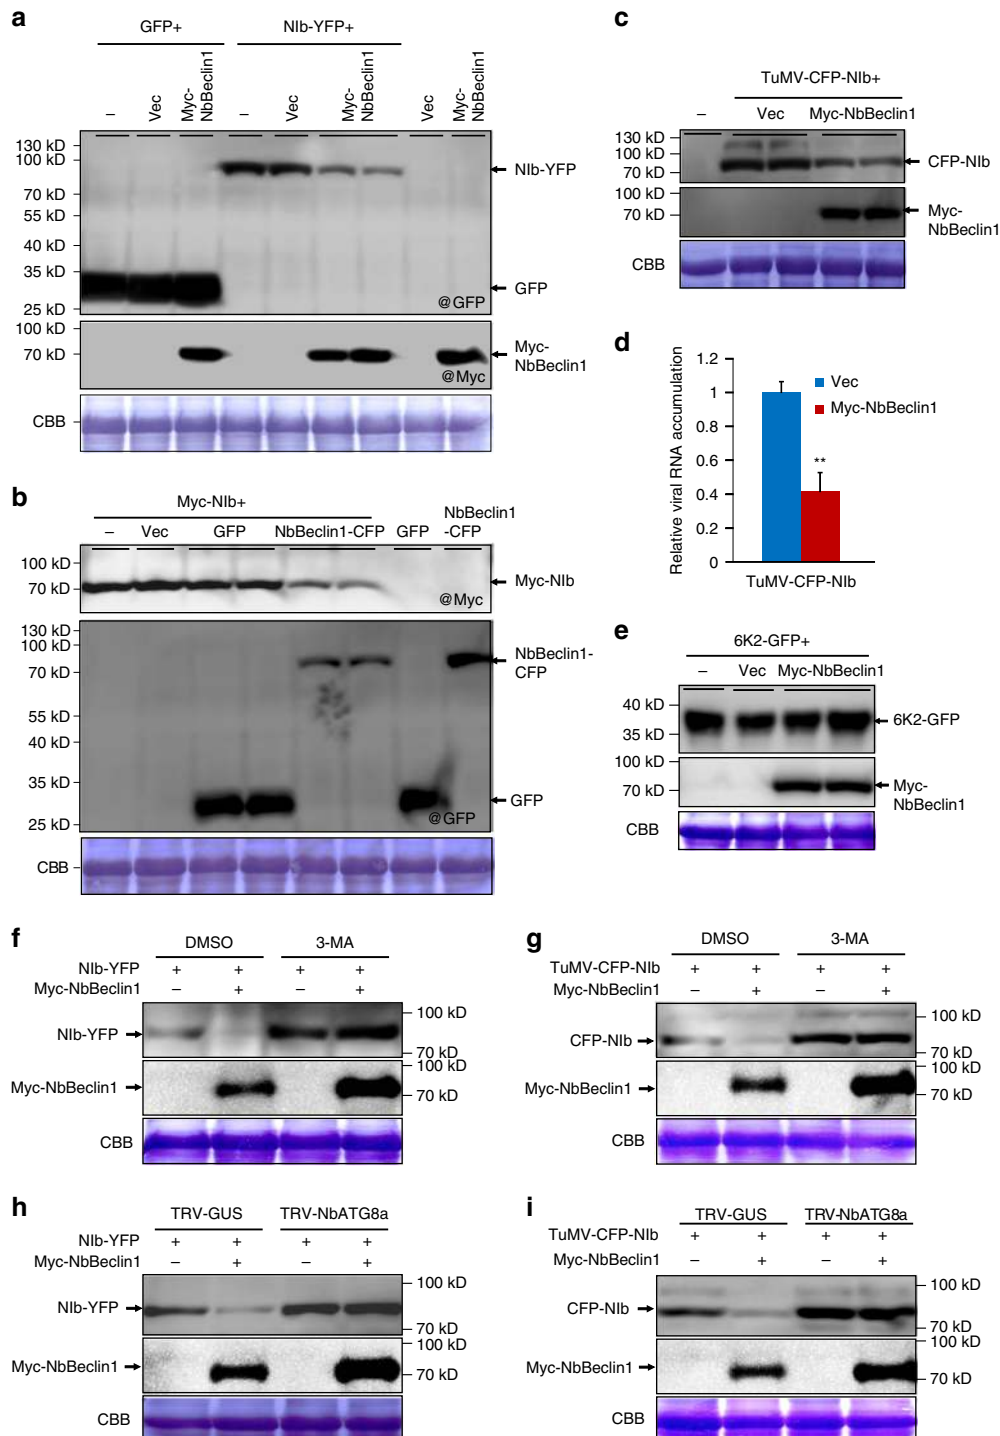 a
GFP+
NIb-YFP+
–
Vec
Myc-
NbBeclin1
–
Vec
Myc-
NbBeclin1
Vec
Myc-
NbBeclin1
130 kD
100 kD
70 kD
55 kD
40 kD
35 kD
25 kD
NIb-YFP
GFP
@GFP
100 kD
70 kD
Myc-
NbBeclin1
@Myc
CBB
b
Myc-NIb+
–
Vec
GFP
NbBeclin1-CFP
GFP
NbBeclin1
-CFP
100 kD
70 kD
Myc-NIb
@Myc
130 kD
100 kD
70 kD
55 kD
40 kD
35 kD
25 kD
NbBeclin1-
CFP
GFP
@GFP
CBB
c
TuMV-CFP-NIb+
–
Vec
Myc-NbBeclin1
130 kD
100 kD
70 kD
CFP-NIb
100 kD
70 kD
Myc-
NbBeclin1
CBB
d
Relative viral RNA accumulation
1.2
1
0.8
0.6
0.4
0.2
0
Vec
Myc-NbBeclin1
**
TuMV-CFP-NIb
e
6K2-GFP+
–
Vec
Myc-NbBeclin1
40 kD
35 kD
6K2-GFP
100 kD
70 kD
Myc-
NbBeclin1
CBB
f
DMSO
3-MA
NIb-YFP + + + +
Myc-NbBeclin1 – + – +
NIb-YFP
100 kD
70 kD
Myc-NbBeclin1
100 kD
70 kD
CBB
g
DMSO
3-MA
TuMV-CFP-NIb + + + +
Myc-NbBeclin1 – + – +
CFP-NIb
100 kD
70 kD
Myc-NbBeclin1
100 kD
70 kD
CBB
h
TRV-GUS
TRV-NbATG8a
NIb-YFP + + + +
Myc-NbBeclin1 – + – +
NIb-YFP
100 kD
70 kD
Myc-NbBeclin1
100 kD
70 kD
CBB
i
TRV-GUS
TRV-NbATG8a
TuMV-CFP-NIb + + + +
Myc-NbBeclin1 – + – +
CFP-NIb
100 kD
70 kD
Myc-NbBeclin1
100 kD
70 kD
CBB